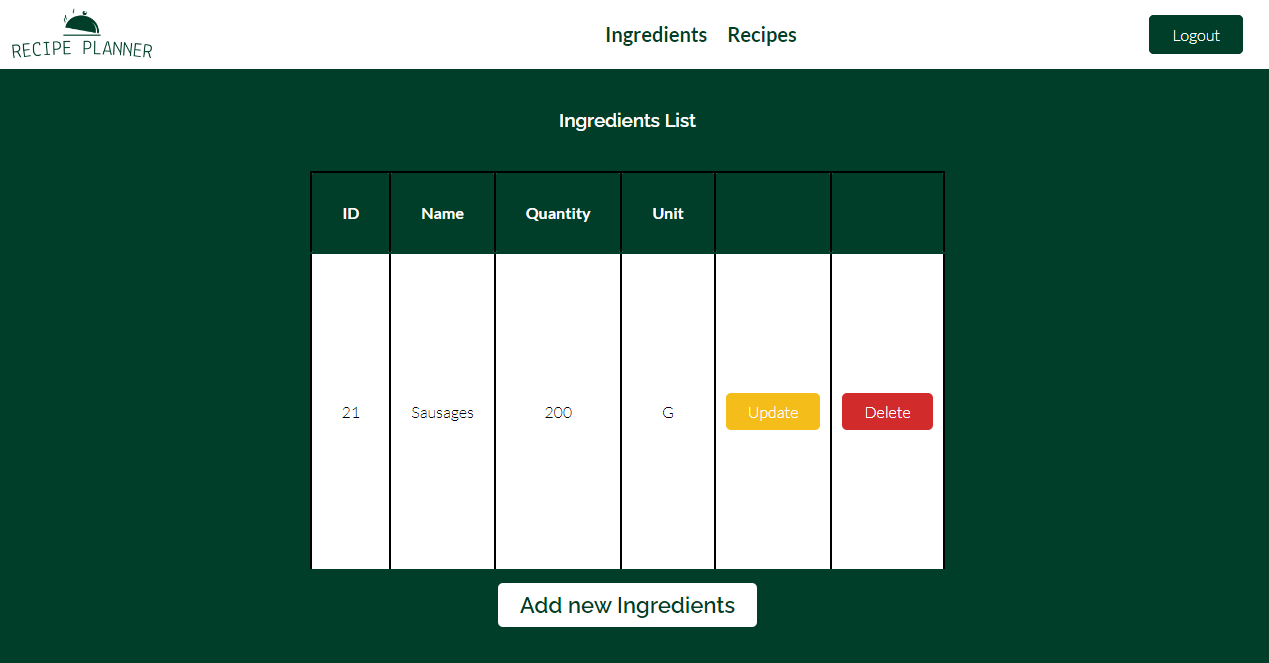 RECIPE PLANNER
Ingredients Recipes
Logout
Ingredients List
ID Name Quantity Unit
21 Sausages 200 G Update Delete
Add new Ingredients